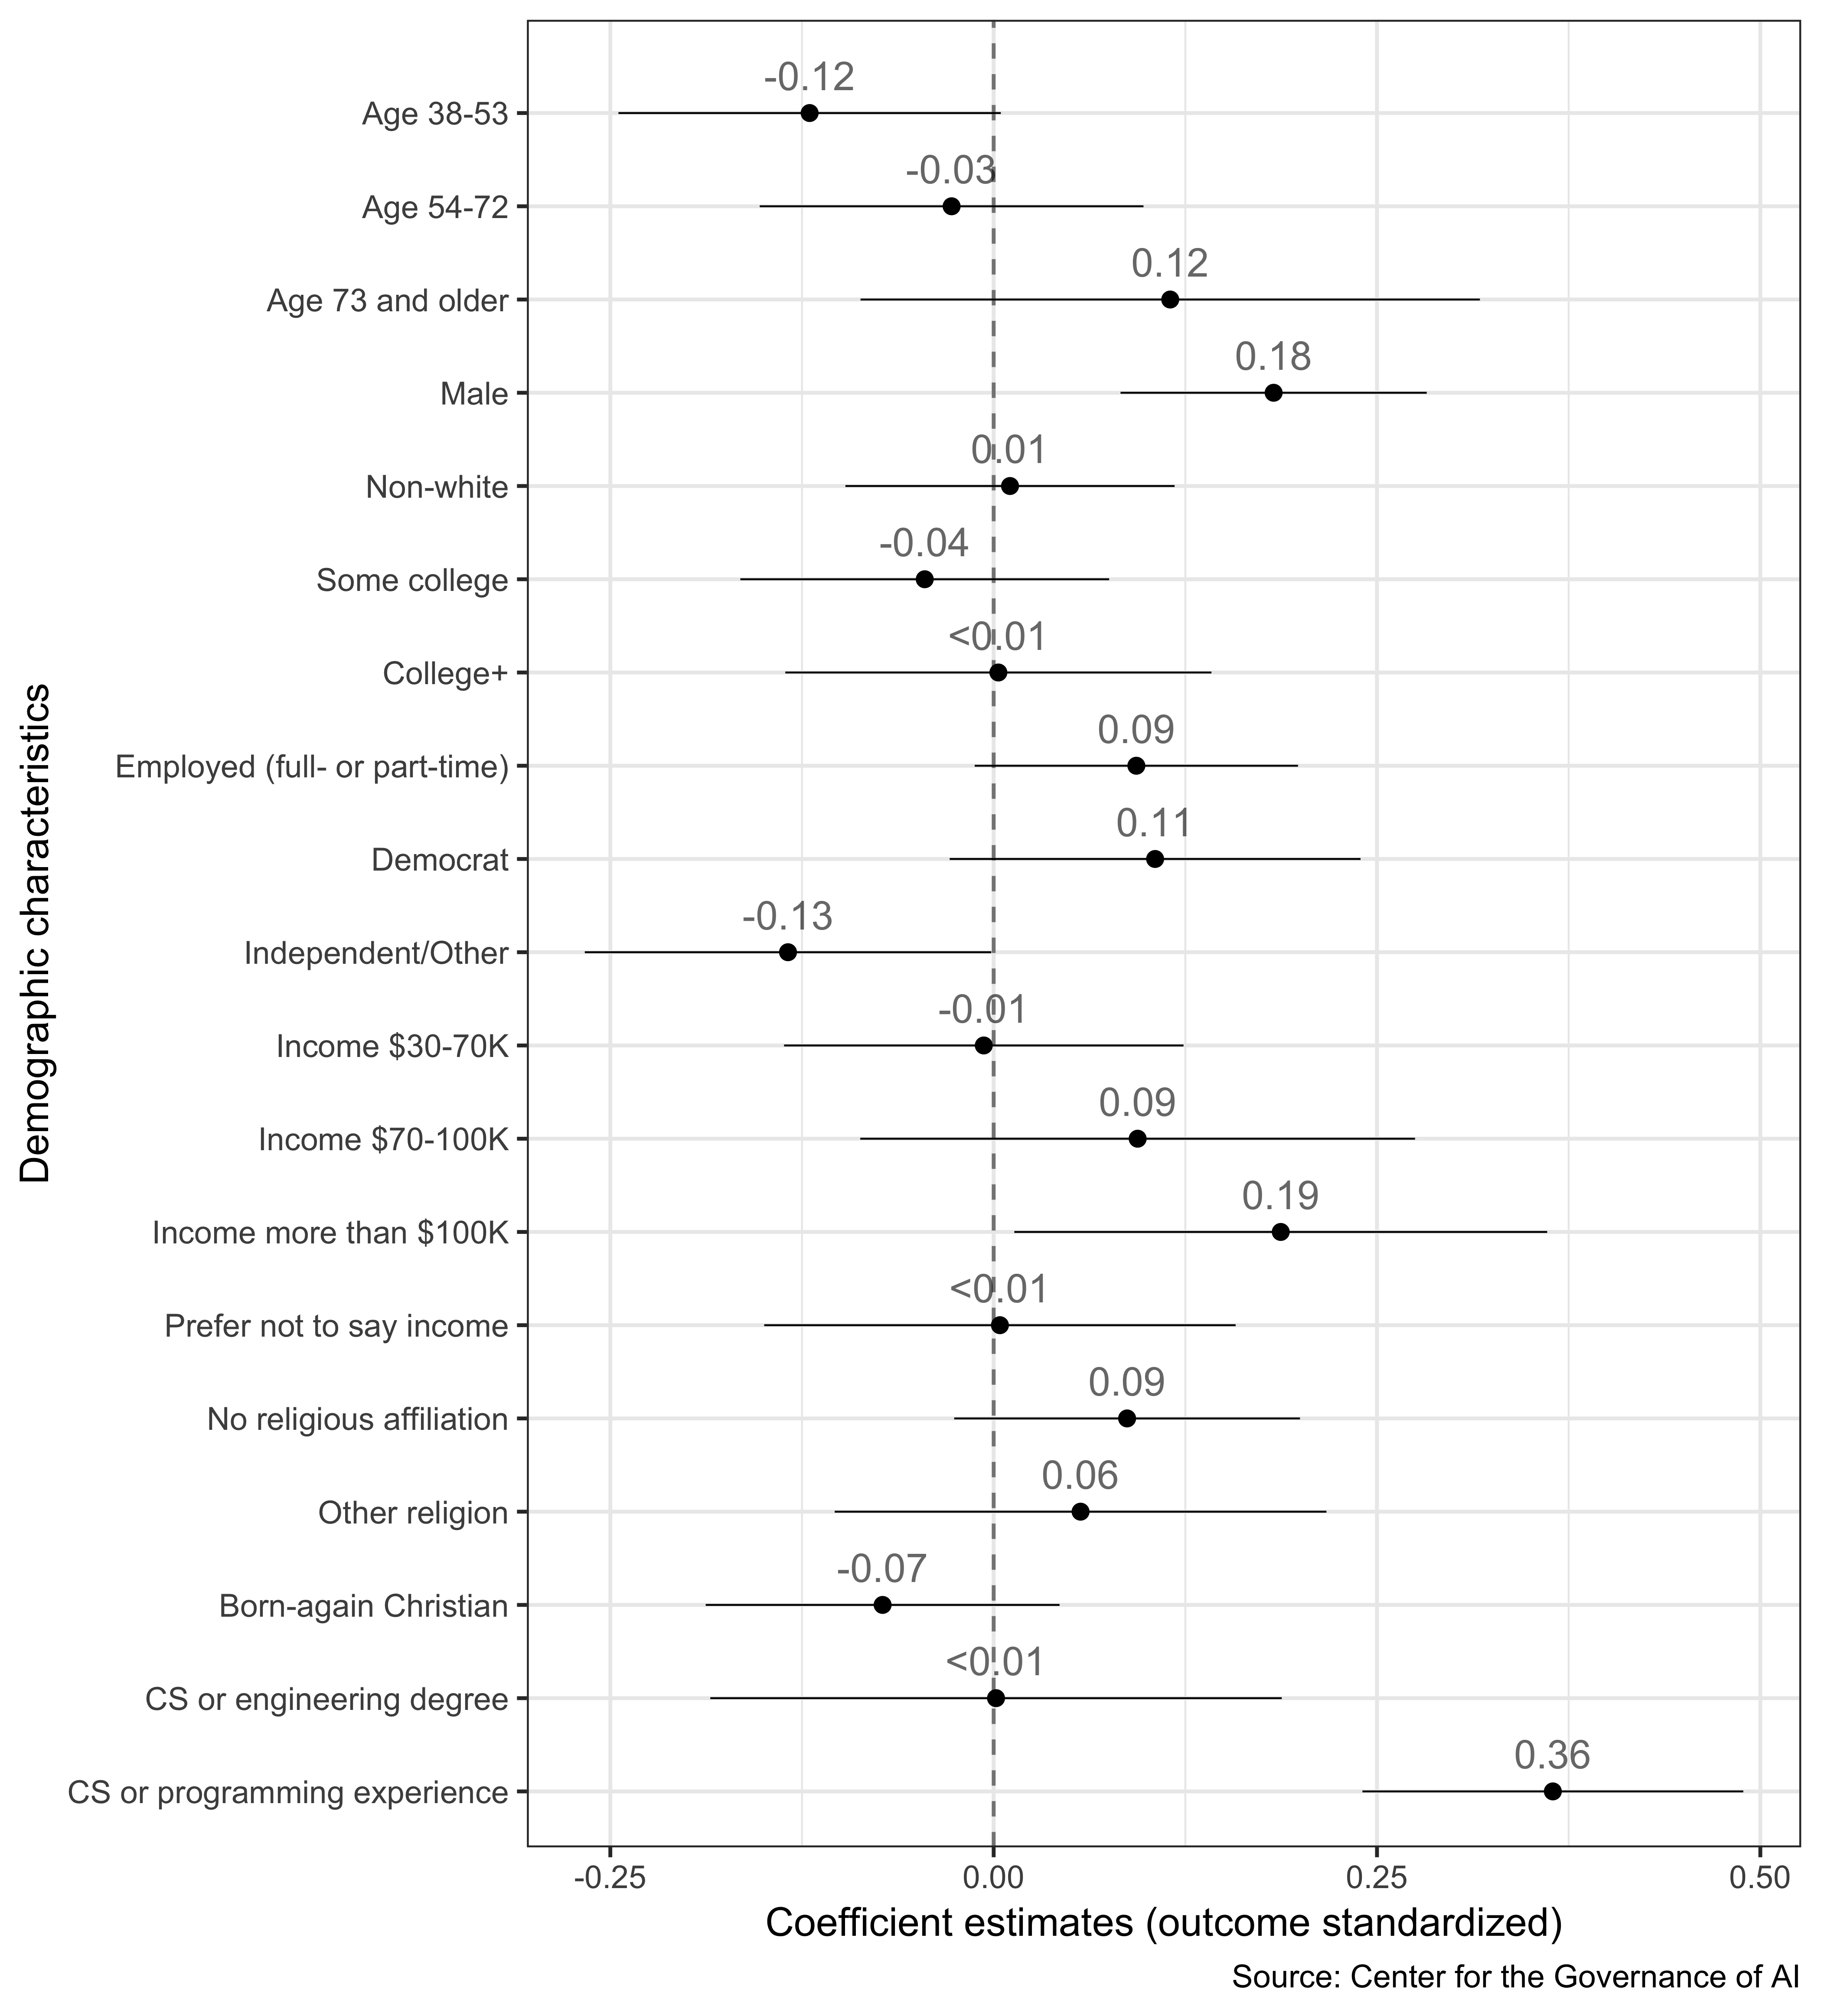 -0.12
Age 38-53
-0.03
Age 54-72
0.12
Age 73 and older
0.18
Male
0.01
Non-white
-0.04
Some college
<0.01
College+
0.09
Employed (full- or part-time)
0.11
Democrat
-0.13
Independent/Other
-0.01
Income $30-70K
0.09
Income $70-100K
0.19
Income more than $100K
<0.01
Prefer not to say income
0.09
No religious affiliation
0.06
Other religion
-0.07
Born-again Christian
<0.01
CS or engineering degree
0.36
CS or programming experience
Demographic characteristics
-0.25 0.00 0.25 0.50
Coefficient estimates (outcome standardized)
Source: Center for the Governance of AI